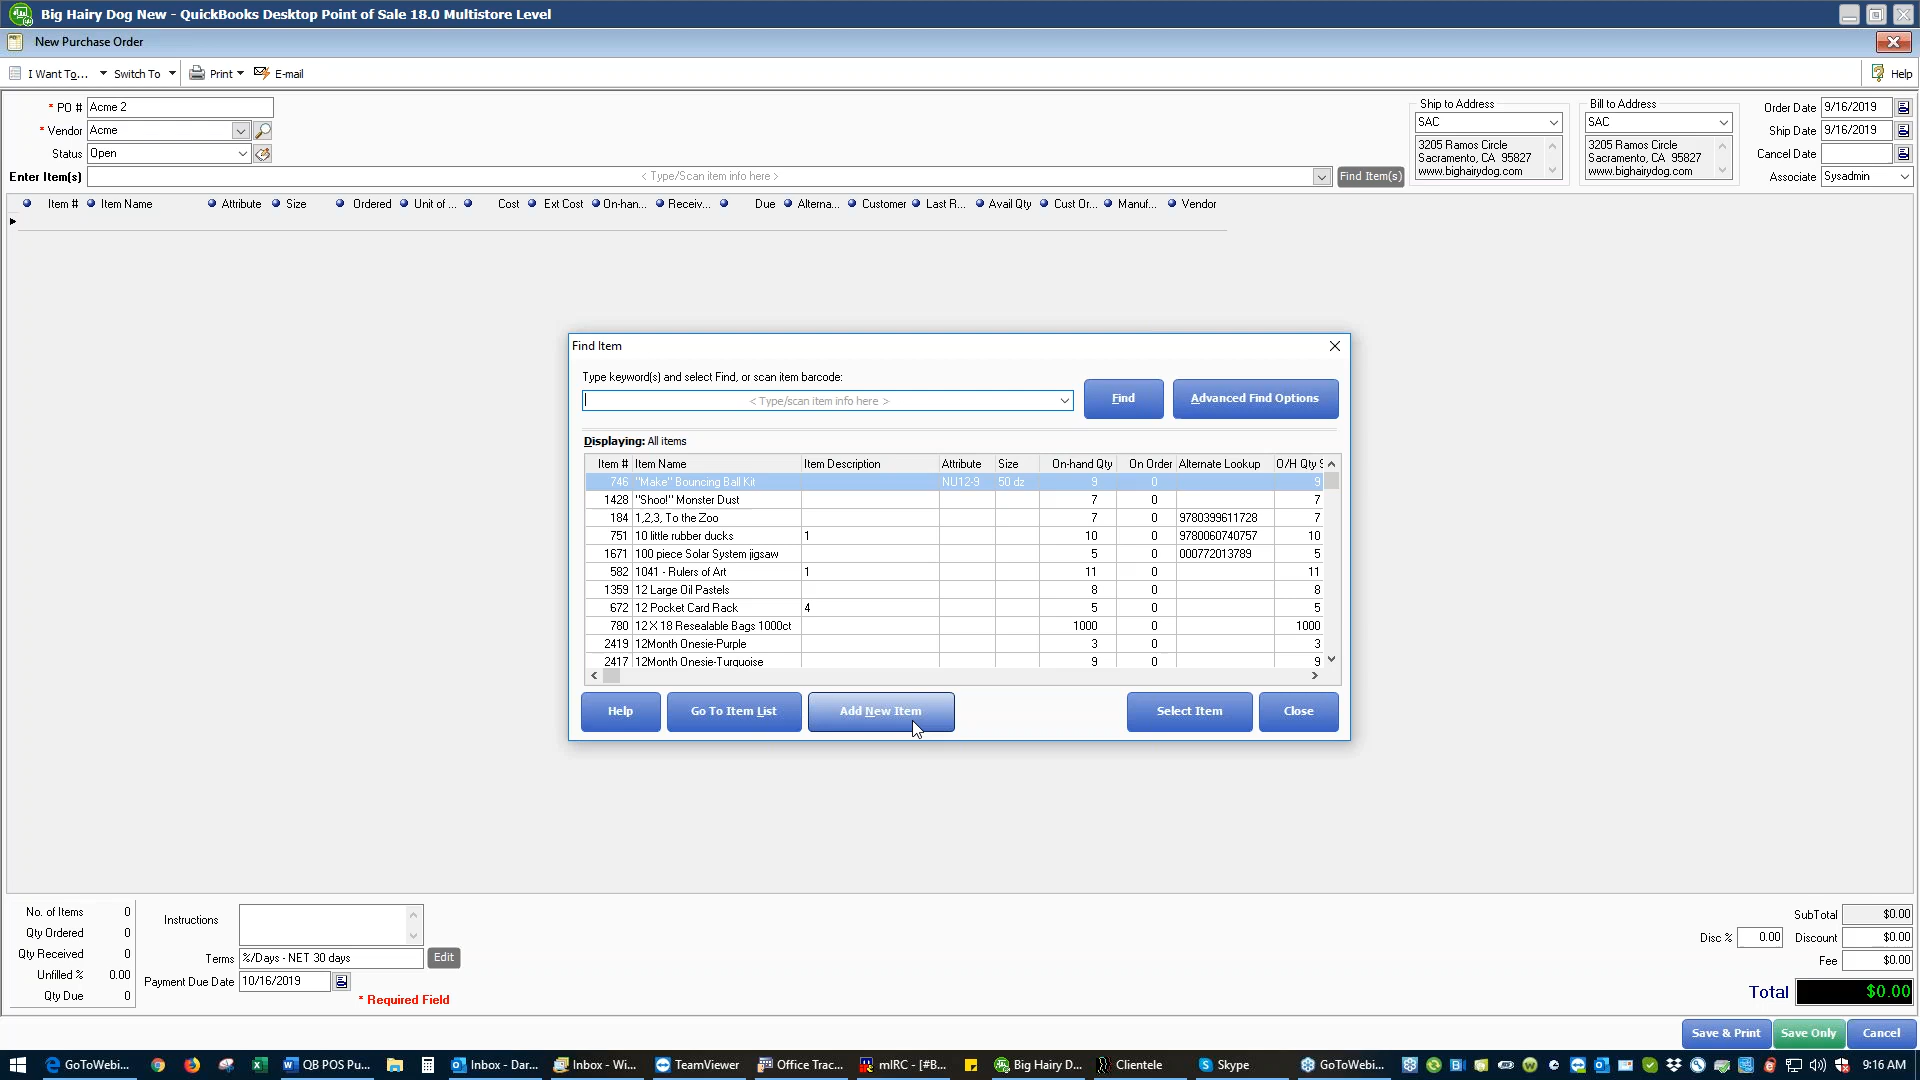 Big Hairy Dog New - QuickBooks Desktop Point of Sale 18.0 Multistore Level
New Purchase Order
I Want To... Switch To Print E-mail Help
* PO # Acme 2
* Vendor Acme
Status Open
Enter Item(s) < Type/Scan item info here > Find Item(s)
Ship to Address
SAC
3205 Ramos Circle
Sacramento, CA 95827
www.bighairydog.com
Bill to Address
SAC
3205 Ramos Circle
Sacramento, CA 95827
www.bighairydog.com
Order Date 9/16/2019
Ship Date 9/16/2019
Cancel Date
Associate Sysadmin
Item # Item Name Attribute Size Ordered Unit of ... Cost Ext Cost On-han... Receiv... Due Alterna... Customer Last R... Avail Qty Cust Or... Manuf... Vendor
Find Item
Type keyword(s) and select Find, or scan item barcode:
< Type/scan item info here > Find Advanced Find Options
Displaying: All items
Item # Item Name Item Description Attribute Size On-hand Qty On Order Alternate Lookup O/H Qty S
746 "Make" Bouncing Ball Kit NU12-9 50 dz 9 0 9
1428 "Shoo!" Monster Dust 7 0 7
184 1,2,3, To the Zoo 7 0 9780399611728 7
751 10 little rubber ducks 1 10 0 9780060740757 10
1671 100 piece Solar System jigsaw 5 0 000772013789 5
582 1041 - Rulers of Art 1 11 0 11
1359 12 Large Oil Pastels 8 0 8
672 12 Pocket Card Rack 4 5 0 5
780 12 X 18 Resealable Bags 1000ct 1000 0 1000
2419 12Month Onesie-Purple 3 0 3
2417 12Month Onesie-Turquoise 9 0 9
Help Go To Item List Add New Item Select Item Close
No. of Items 0
Qty Ordered 0
Qty Received 0
Unfilled % 0.00
Qty Due 0
Instructions
Terms %/Days - NET 30 days Edit
Payment Due Date 10/16/2019
* Required Field
SubTotal $0.00
Disc % 0.00 Discount $0.00
Fee $0.00
Total $0.00
Save & Print Save Only Cancel
GoToWebi... QB POS Pu... Inbox - Dar... Inbox - Wi... TeamViewer Office Trac... mIRC - [#B... Big Hairy D... Clientele Skype GoToWebi... 9:16 AM